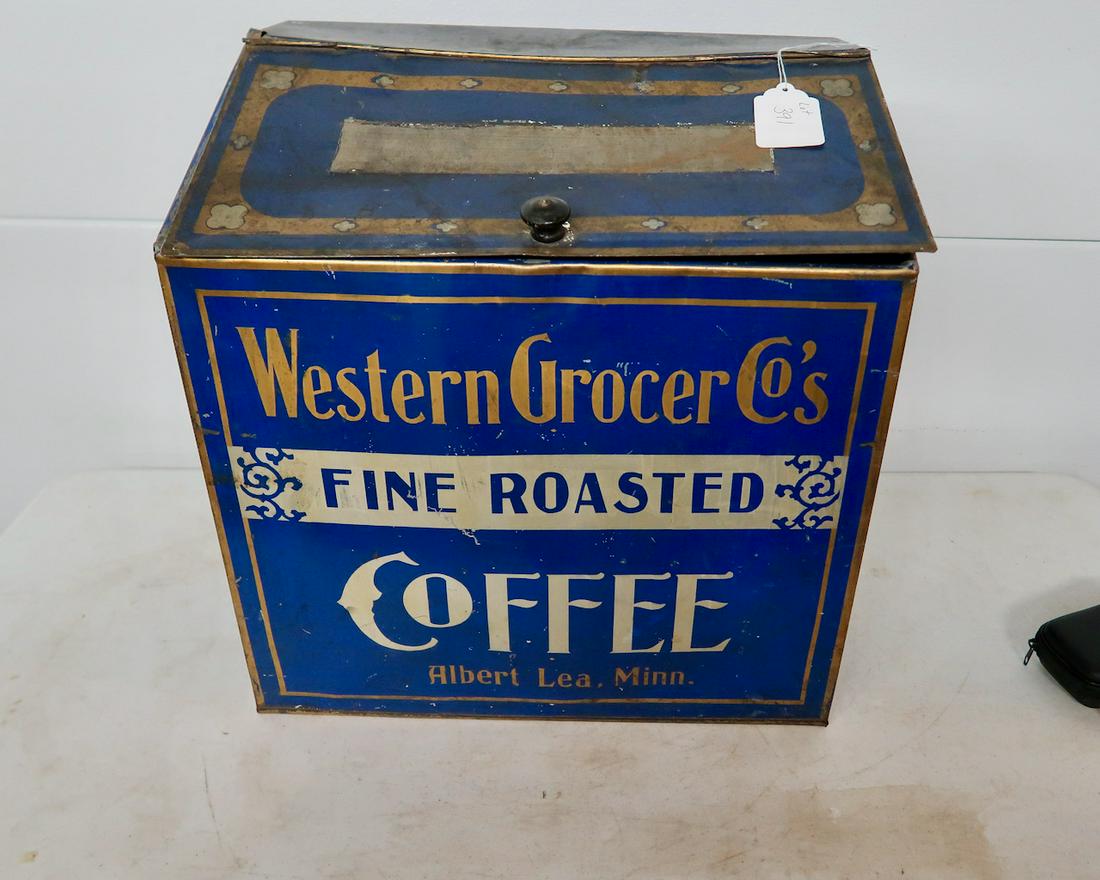 Lot
391
Western Grocer Co's
FINE ROASTED
COFFEE
Albert Lea, Minn.